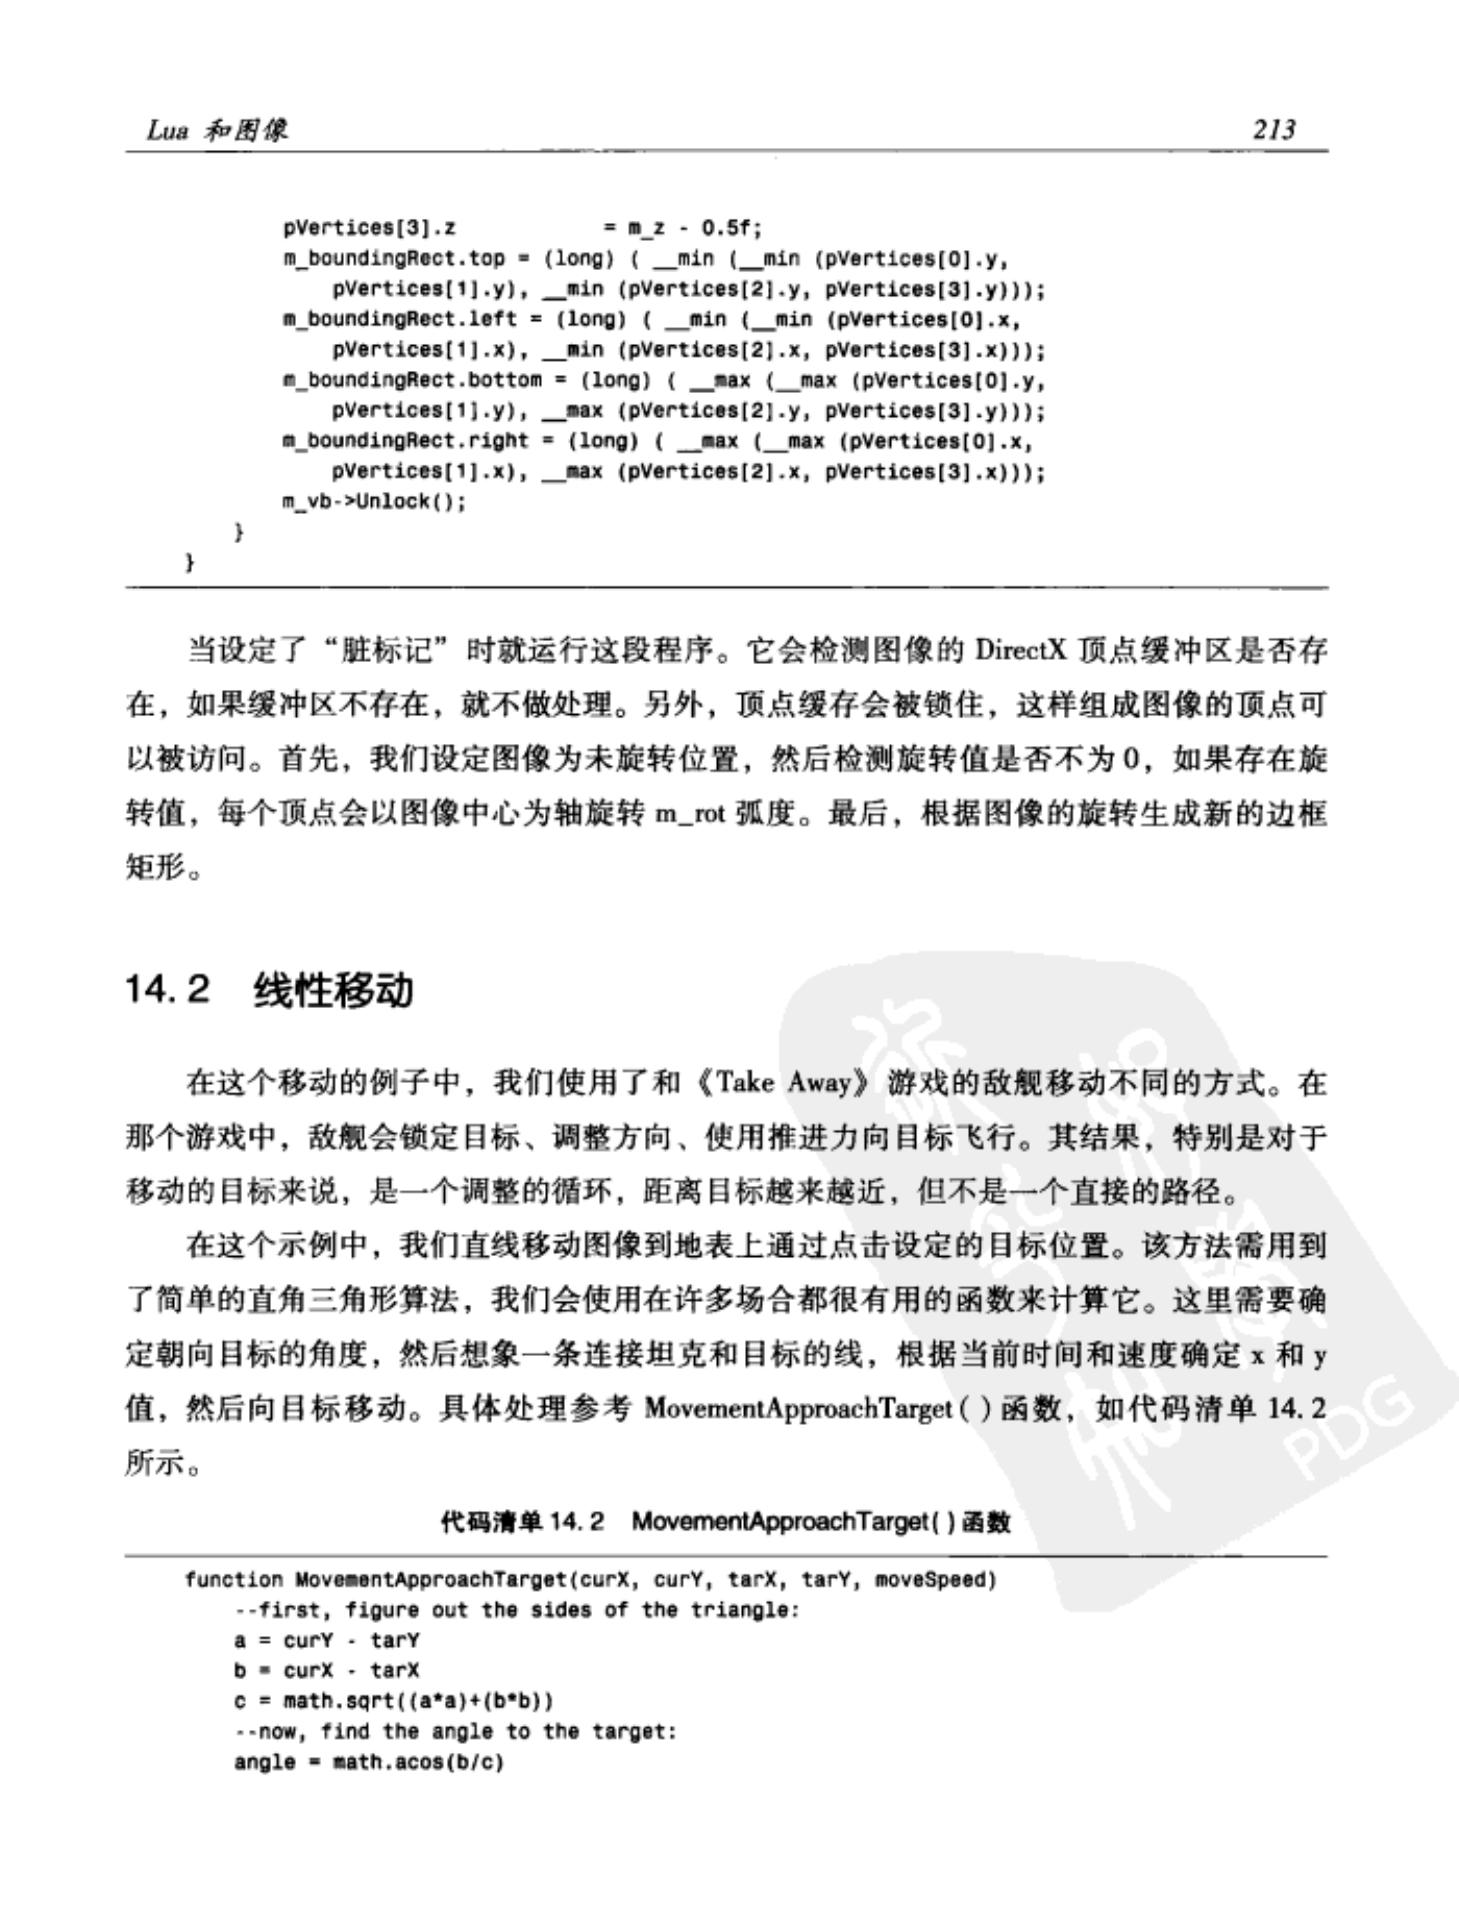 Lua 和图像 213
pVertices[3].z = m_z - 0.5f;
m_boundingRect.top = (long) ( __min (__min (pVertices[0].y,
pVertices[1].y), __min (pVertices[2].y, pVertices[3].y)));
m_boundingRect.left = (long) ( __min (__min (pVertices[0].x,
pVertices[1].x), __min (pVertices[2].x, pVertices[3].x)));
m_boundingRect.bottom = (long) ( __max (__max (pVertices[0].y,
pVertices[1].y), __max (pVertices[2].y, pVertices[3].y)));
m_boundingRect.right = (long) ( __max (__max (pVertices[0].x,
pVertices[1].x), __max (pVertices[2].x, pVertices[3].x)));
m_vb->Unlock();
}
}
当设定了“脏标记”时就运行这段程序。它会检测图像的 DirectX 顶点缓冲区是否存
在，如果缓冲区不存在，就不做处理。另外，顶点缓存会被锁住，这样组成图像的顶点可
以被访问。首先，我们设定图像为未旋转位置，然后检测旋转值是否不为 0，如果存在旋
转值，每个顶点会以图像中心为轴旋转 m_rot 弧度。最后，根据图像的旋转生成新的边框
矩形。
14.2 线性移动
在这个移动的例子中，我们使用了和《Take Away》游戏的敌舰移动不同的方式。在
那个游戏中，敌舰会锁定目标、调整方向、使用推进力向目标飞行。其结果，特别是对于
移动的目标来说，是一个调整的循环，距离目标越来越近，但不是一个直接的路径。
在这个示例中，我们直线移动图像到地表上通过点击设定的目标位置。该方法需用到
了简单的直角三角形算法，我们会使用在许多场合都很有用的函数来计算它。这里需要确
定朝向目标的角度，然后想象一条连接坦克和目标的线，根据当前时间和速度确定 x 和 y
值，然后向目标移动。具体处理参考 MovementApproachTarget ( ) 函数，如代码清单 14.2
所示。
代码清单 14.2 MovementApproachTarget( ) 函数
function MovementApproachTarget(curX, curY, tarX, tarY, moveSpeed)
--first, figure out the sides of the triangle:
a = curY - tarY
b = curX - tarX
c = math.sqrt((a*a)+(b*b))
--now, find the angle to the target:
angle = math.acos(b/c)
PDG